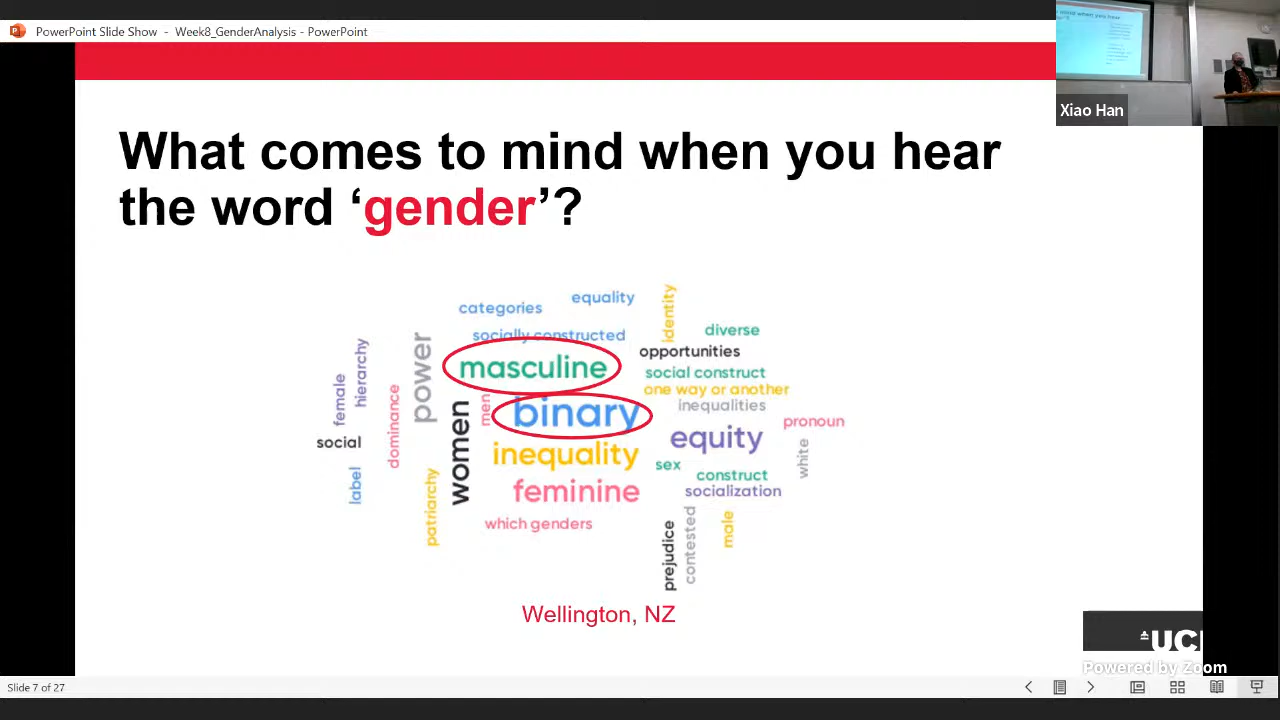 PowerPoint Slide Show - Week8_GenderAnalysis - PowerPoint
Xiao Han
What comes to mind when you hear
the word ‘gender’?
categories
equality
identity
socially constructed
diverse
opportunities
masculine
social construct
one way or another
inequalities
power
hierarchy
female
dominance
men
binary
pronoun
social
women
equity
white
inequality
sex
label
construct
socialization
feminine
patriarchy
which genders
prejudice
contested
male
Wellington, NZ
UC
Powered by Zoom
Slide 7 of 27